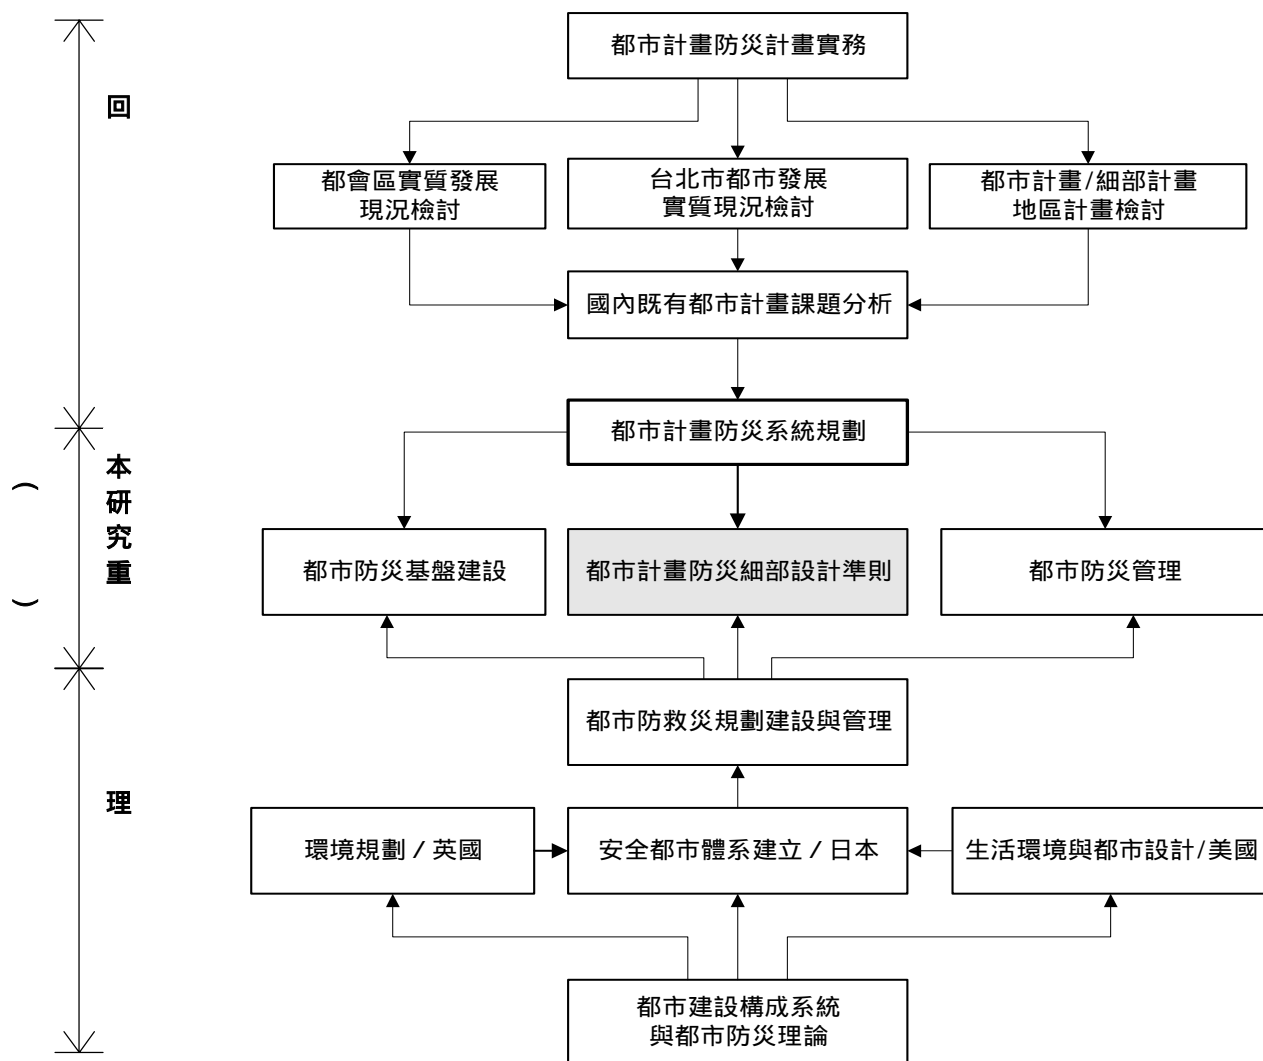 都市計畫防災計畫實務
回
都會區實質發展
現況檢討
台北市都市發展
實質現況檢討
都市計畫/細部計畫
地區計畫檢討
國內既有都市計畫課題分析
都市計畫防災系統規劃
本研究重
(
)
都市防災基盤建設
都市計畫防災細部設計準則
都市防災管理
都市防救災規劃建設與管理
理
環境規劃 / 英國
安全都市體系建立 / 日本
生活環境與都市設計/美國
都市建設構成系統
與都市防災理論